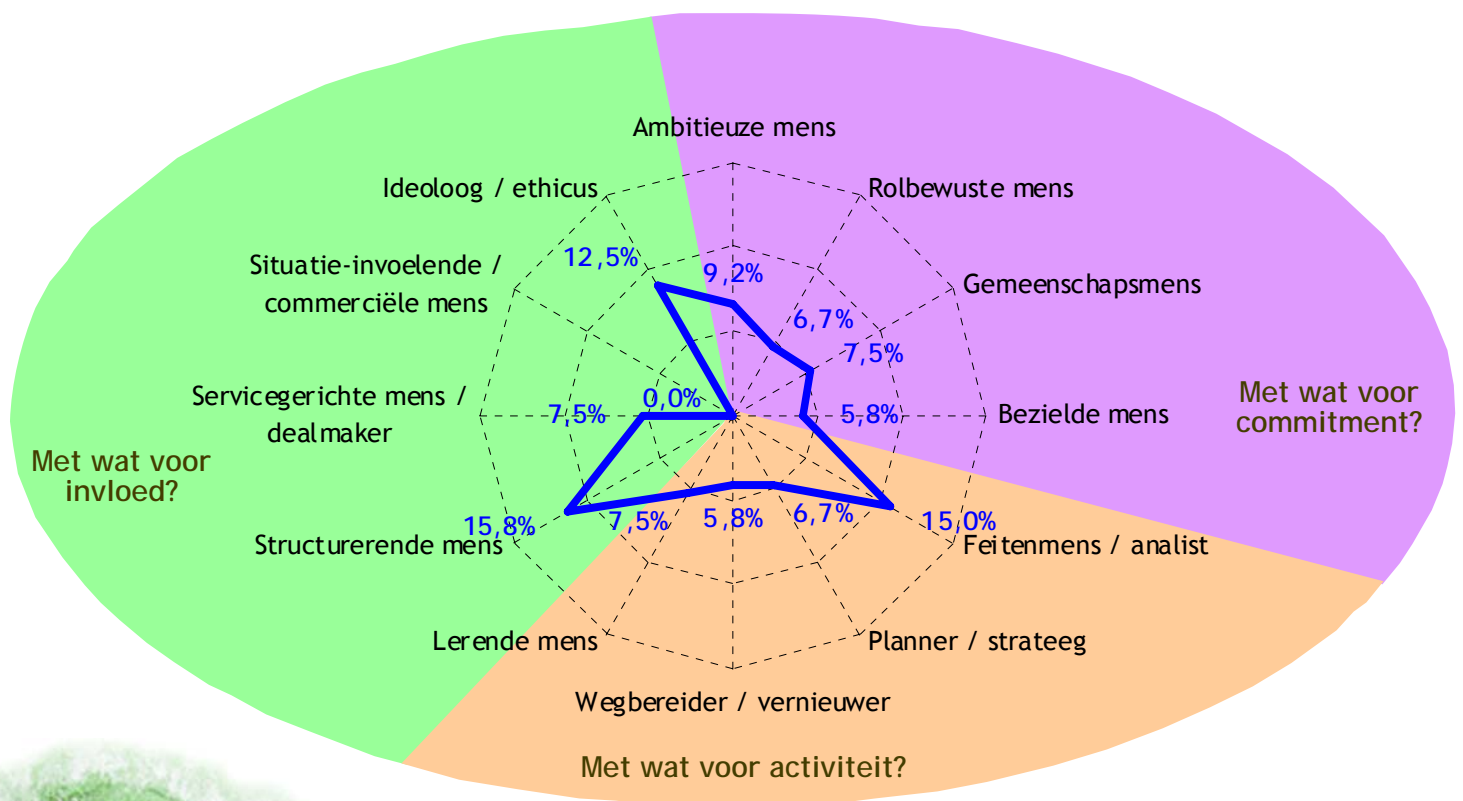 Ambitieuze mens
Ideoloog / ethicus
Rolbewuste mens
12,5%
9,2%
Situatie-invoelende /
commerciële mens
Gemeenschapsmens
6,7%
7,5%
Servicegerichte mens /
dealmaker
7,5%
0,0%
5,8%
Bezielde mens
Met wat voor
commitment?
Met wat voor
invloed?
15,8%
7,5%
5,8%
6,7%
15,0%
Structurerende mens
Feitenmens / analist
Lerende mens
Planner / strateeg
Wegbereider / vernieuwer
Met wat voor activiteit?